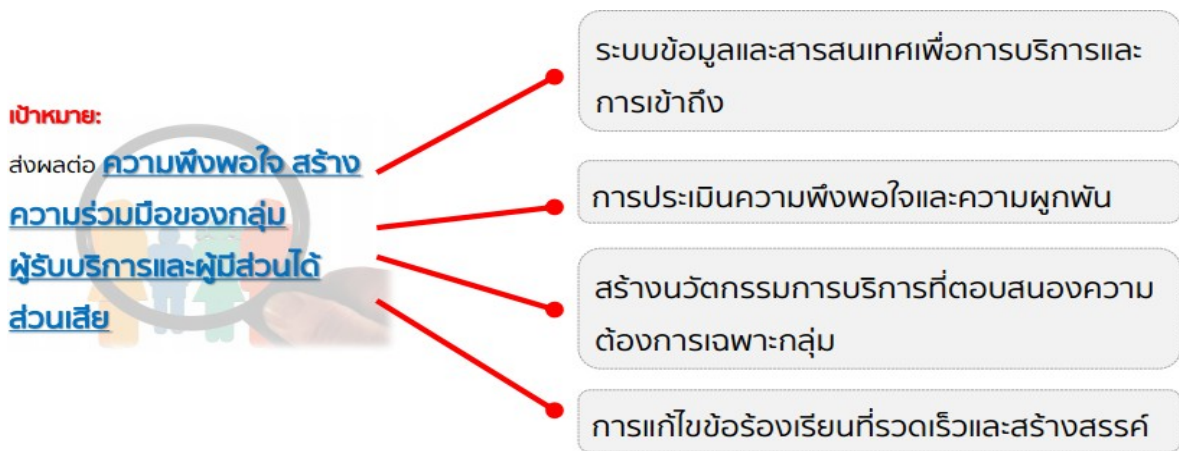 เป้าหมาย:
ส่งผลต่อ ความพึงพอใจ สร้าง
ความร่วมมือของกลุ่ม
ผู้รับบริการและผู้มีส่วนได้
ส่วนเสีย
ระบบข้อมูลและสารสนเทศเพื่อการบริการและ
การเข้าถึง
การประเมินความพึงพอใจและความผูกพัน
สร้างนวัตกรรมการบริการที่ตอบสนองความ
ต้องการเฉพาะกลุ่ม
การแก้ไขข้อร้องเรียนที่รวดเร็วและสร้างสรรค์